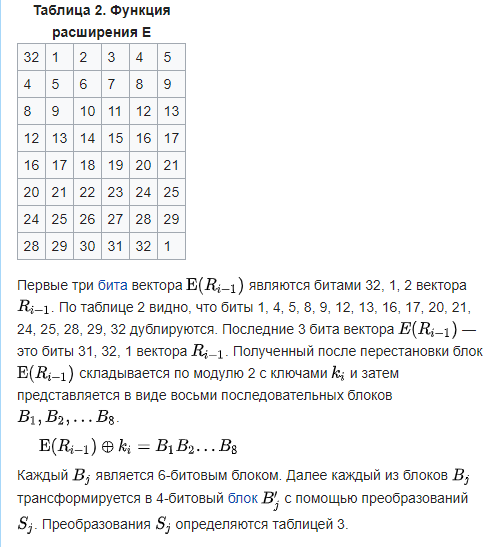 Таблица 2. Функция
расширения E
32 1 2 3 4 5
4 5 6 7 8 9
8 9 10 11 12 13
12 13 14 15 16 17
16 17 18 19 20 21
20 21 22 23 24 25
24 25 26 27 28 29
28 29 30 31 32 1
Первые три бита вектора E(R_{i−1}) являются битами 32, 1, 2 вектора
R_{i−1}. По таблице 2 видно, что биты 1, 4, 5, 8, 9, 12, 13, 16, 17, 20, 21,
24, 25, 28, 29, 32 дублируются. Последние 3 бита вектора E(R_{i−1}) —
это биты 31, 32, 1 вектора R_{i−1}. Полученный после перестановки блок
E(R_{i−1}) складывается по модулю 2 с ключами k_i и затем
представляется в виде восьми последовательных блоков
B_1, B_2, ... B_8.
E(R_{i−1}) ⊕ k_i = B_1B_2...B_8
Каждый B_j является 6-битовым блоком. Далее каждый из блоков B_j
трансформируется в 4-битовый блок B'_j с помощью преобразований
S_j. Преобразования S_j определяются таблицей 3.